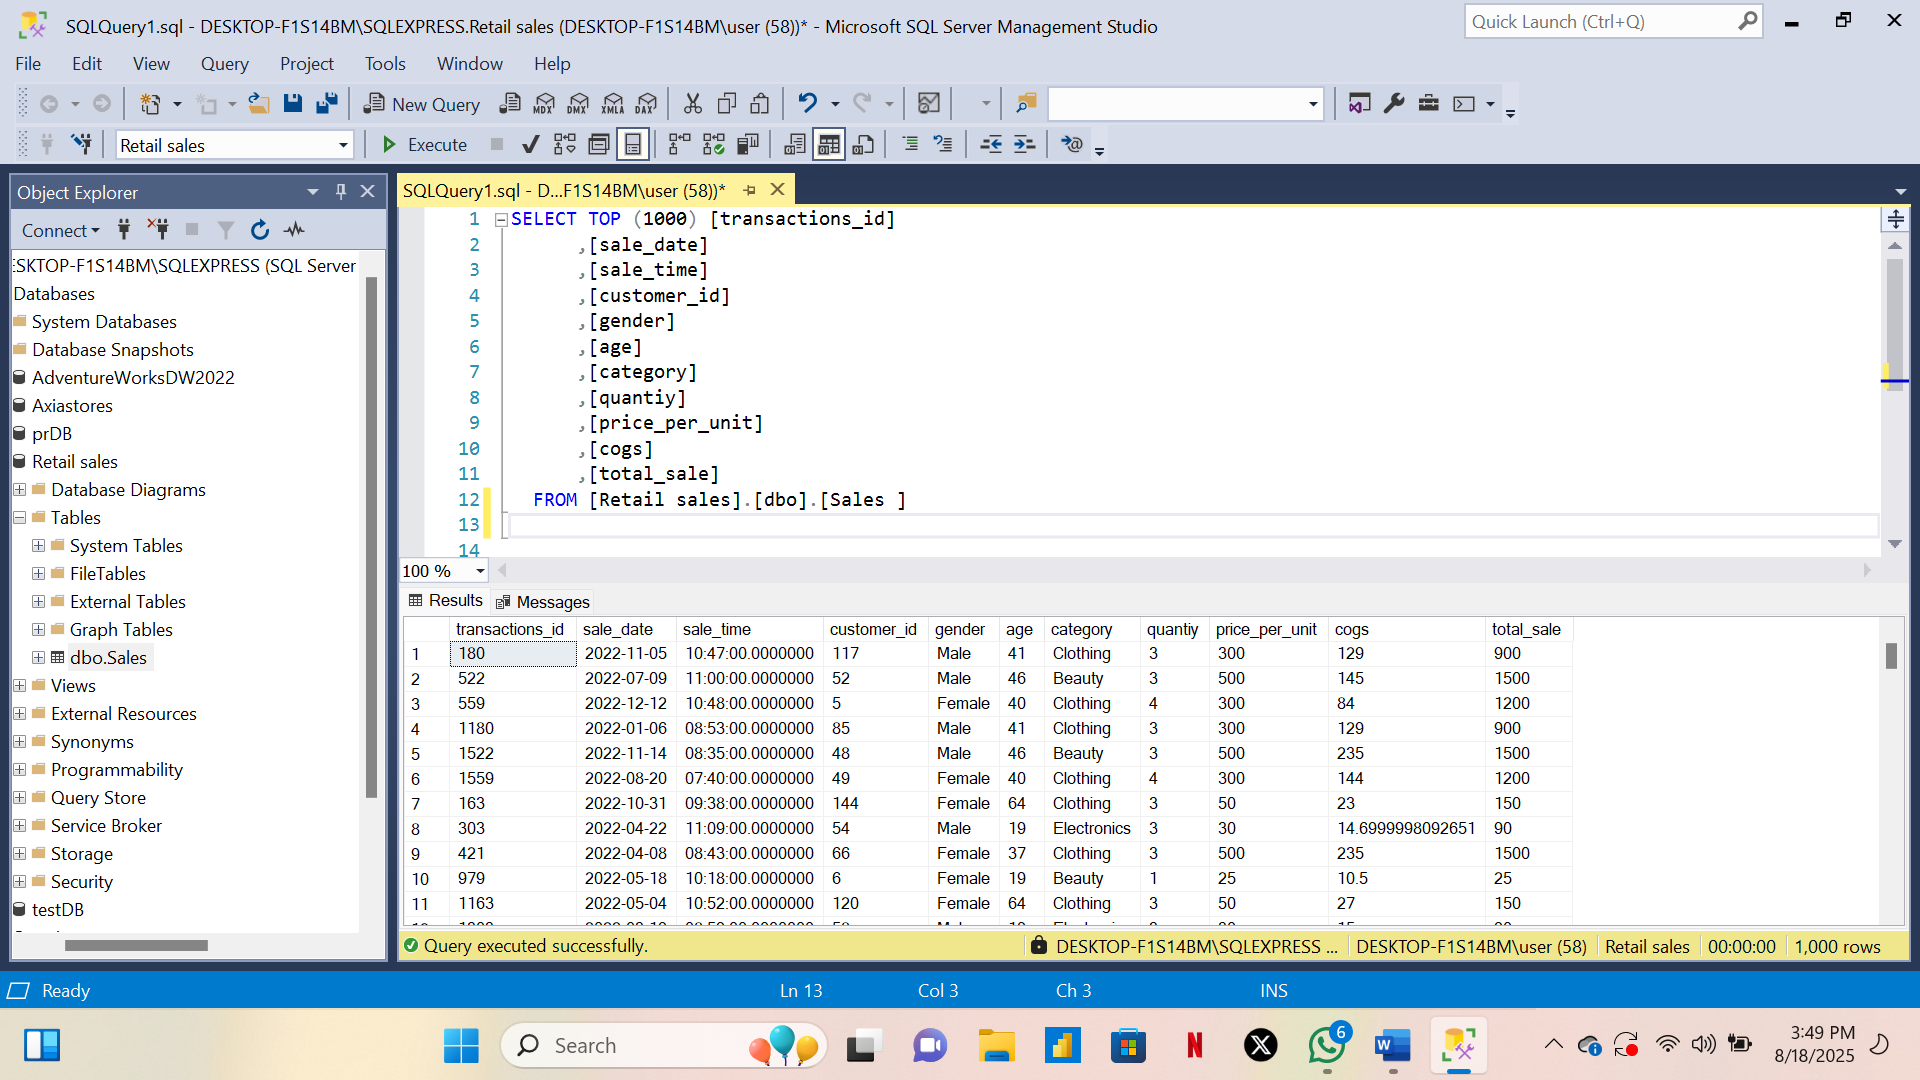 SQLQuery1.sql - DESKTOP-F1S14BM\SQLEXPRESS.Retail sales (DESKTOP-F1S14BM\user (58))* - Microsoft SQL Server Management Studio
Quick Launch (Ctrl+Q)
File Edit View Query Project Tools Window Help
New Query MDX DMX XMLA DAX
Retail sales Execute
Object Explorer
Connect
ESKTOP-F1S14BM\SQLEXPRESS (SQL Server
Databases
System Databases
Database Snapshots
AdventureWorksDW2022
Axiastores
prDB
Retail sales
Database Diagrams
Tables
System Tables
FileTables
External Tables
Graph Tables
dbo.Sales
Views
External Resources
Synonyms
Programmability
Query Store
Service Broker
Storage
Security
testDB
SQLQuery1.sql - D...F1S14BM\user (58))*
1 SELECT TOP (1000) [transactions_id]
2 ,[sale_date]
3 ,[sale_time]
4 ,[customer_id]
5 ,[gender]
6 ,[age]
7 ,[category]
8 ,[quantiy]
9 ,[price_per_unit]
10 ,[cogs]
11 ,[total_sale]
12 FROM [Retail sales].[dbo].[Sales ]
13
14
100 %
Results Messages
transactions_id sale_date sale_time customer_id gender age category quantiy price_per_unit cogs total_sale
1 180 2022-11-05 10:47:00.0000000 117 Male 41 Clothing 3 300 129 900
2 522 2022-07-09 11:00:00.0000000 52 Male 46 Beauty 3 500 145 1500
3 559 2022-12-12 10:48:00.0000000 5 Female 40 Clothing 4 300 84 1200
4 1180 2022-01-06 08:53:00.0000000 85 Male 41 Clothing 3 300 129 900
5 1522 2022-11-14 08:35:00.0000000 48 Male 46 Beauty 3 500 235 1500
6 1559 2022-08-20 07:40:00.0000000 49 Female 40 Clothing 4 300 144 1200
7 163 2022-10-31 09:38:00.0000000 144 Female 64 Clothing 3 50 23 150
8 303 2022-04-22 11:09:00.0000000 54 Male 19 Electronics 3 30 14.6999998092651 90
9 421 2022-04-08 08:43:00.0000000 66 Female 37 Clothing 3 500 235 1500
10 979 2022-05-18 10:18:00.0000000 6 Female 19 Beauty 1 25 10.5 25
11 1163 2022-05-04 10:52:00.0000000 120 Female 64 Clothing 3 50 27 150
Query executed successfully. DESKTOP-F1S14BM\SQLEXPRESS ... DESKTOP-F1S14BM\user (58) Retail sales 00:00:00 1,000 rows
Ready Ln 13 Col 3 Ch 3 INS
Search
N X 6 W
3:49 PM
8/18/2025